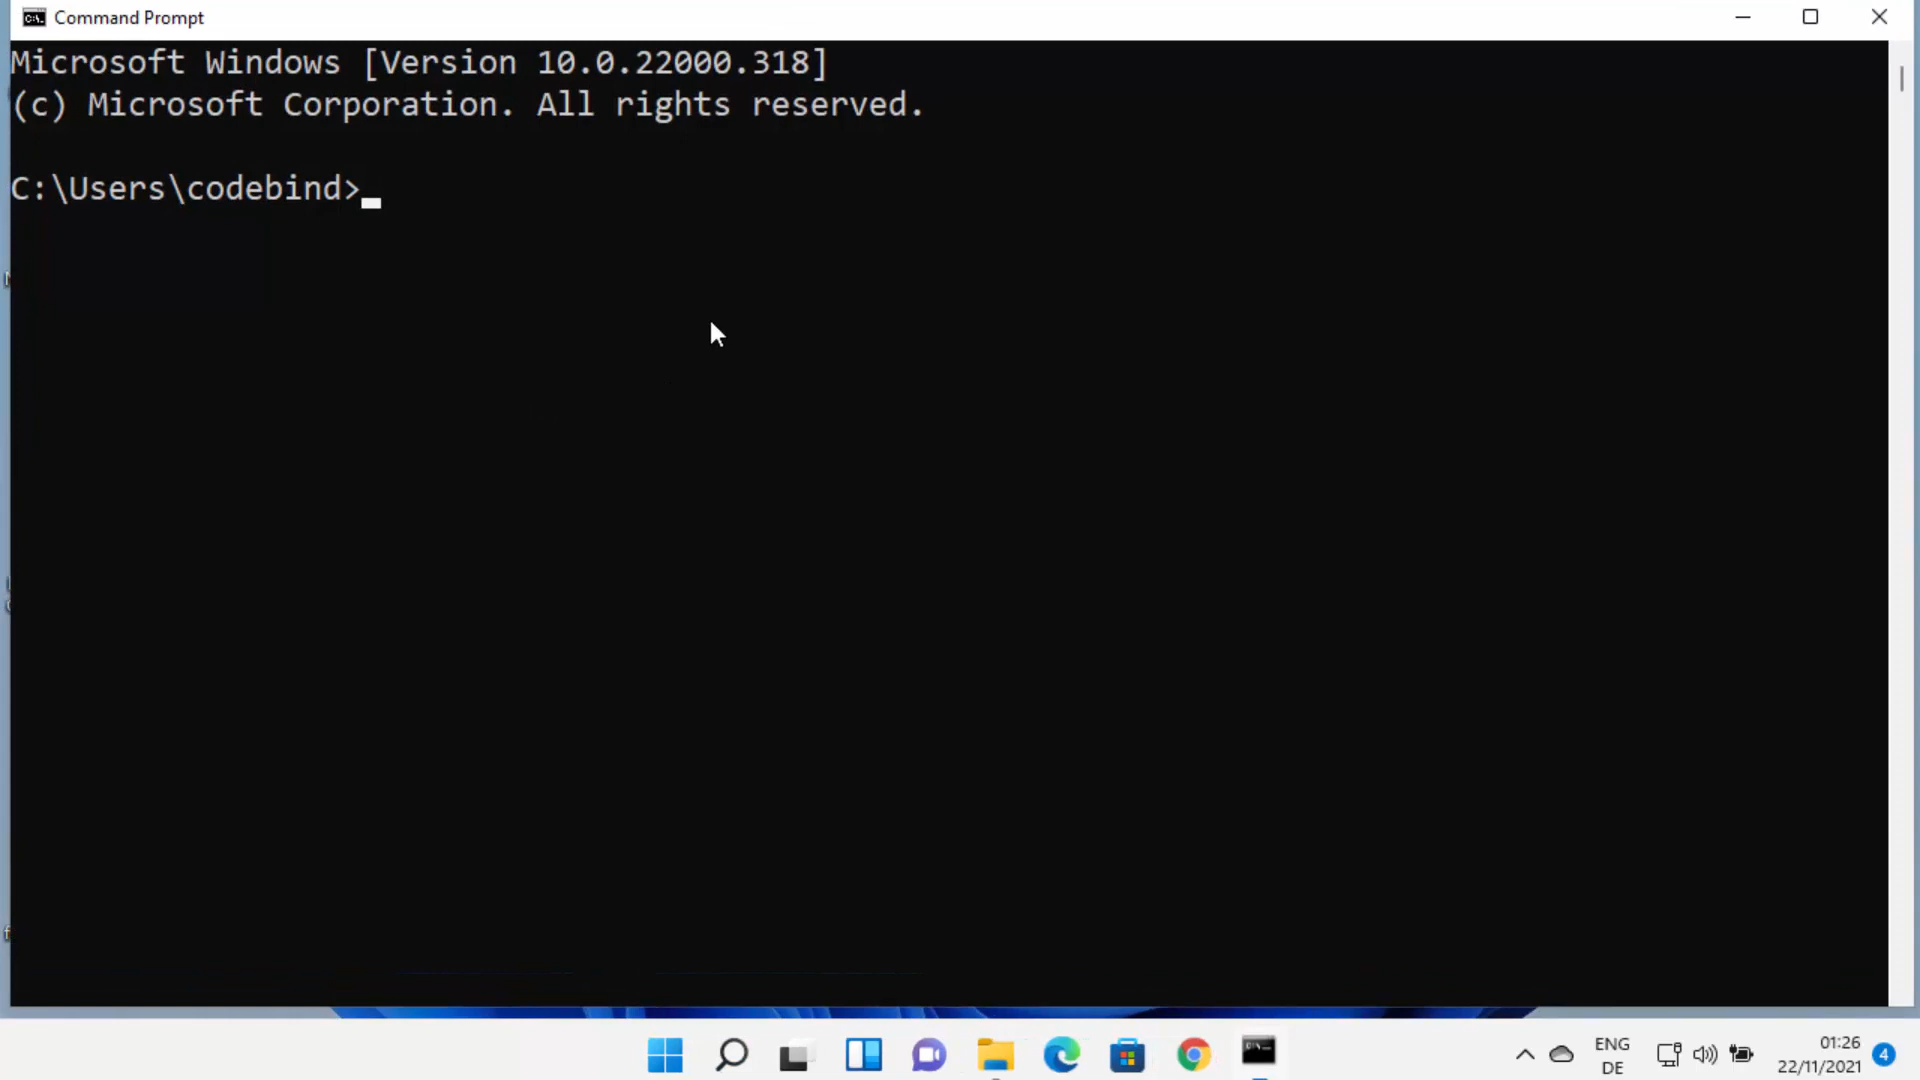 Command Prompt
Microsoft Windows [Version 10.0.22000.318]
(c) Microsoft Corporation. All rights reserved.
C:\Users\codebind>
ENG
DE
01:26
22/11/2021
4